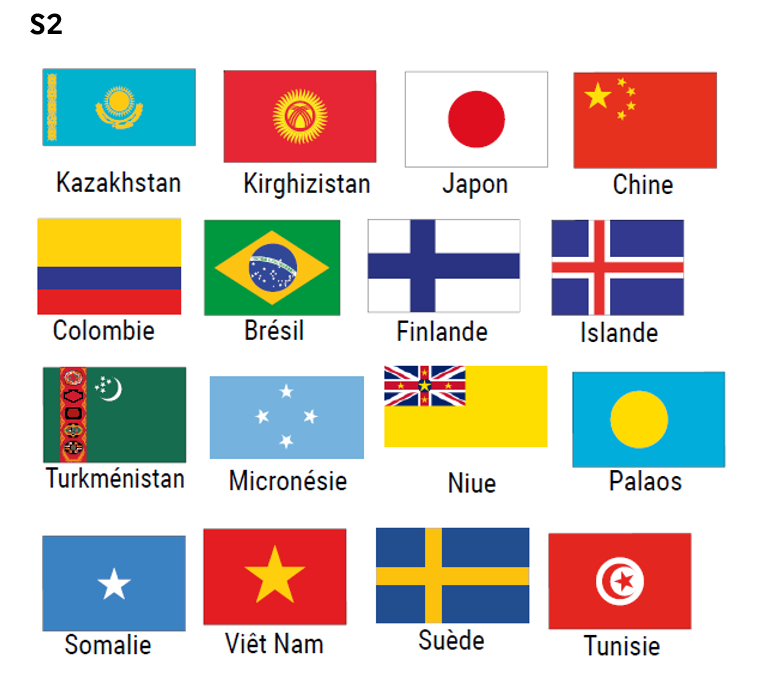 S2
Kazakhstan
Kirghizistan
Japon
Chine
Colombie
Brésil
Finlande
Islande
Turkménistan
Micronésie
Niue
Palaos
Somalie
Viêt Nam
Suède
Tunisie